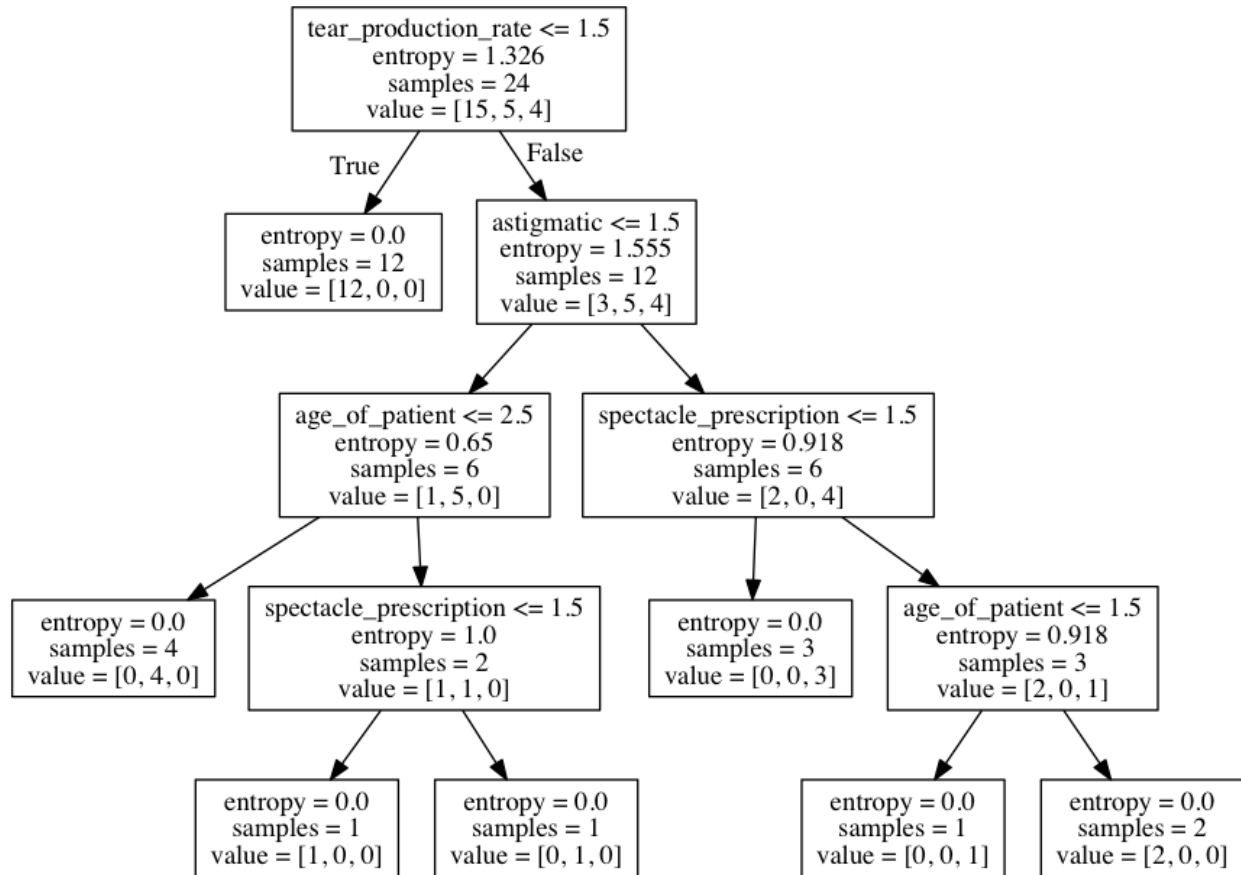 tear_production_rate <= 1.5
entropy = 1.326
samples = 24
value = [15, 5, 4]
True
False
entropy = 0.0
samples = 12
value = [12, 0, 0]
astigmatic <= 1.5
entropy = 1.555
samples = 12
value = [3, 5, 4]
age_of_patient <= 2.5
entropy = 0.65
samples = 6
value = [1, 5, 0]
spectacle_prescription <= 1.5
entropy = 0.918
samples = 6
value = [2, 0, 4]
entropy = 0.0
samples = 4
value = [0, 4, 0]
spectacle_prescription <= 1.5
entropy = 1.0
samples = 2
value = [1, 1, 0]
entropy = 0.0
samples = 3
value = [0, 0, 3]
age_of_patient <= 1.5
entropy = 0.918
samples = 3
value = [2, 0, 1]
entropy = 0.0
samples = 1
value = [1, 0, 0]
entropy = 0.0
samples = 1
value = [0, 1, 0]
entropy = 0.0
samples = 1
value = [0, 0, 1]
entropy = 0.0
samples = 2
value = [2, 0, 0]